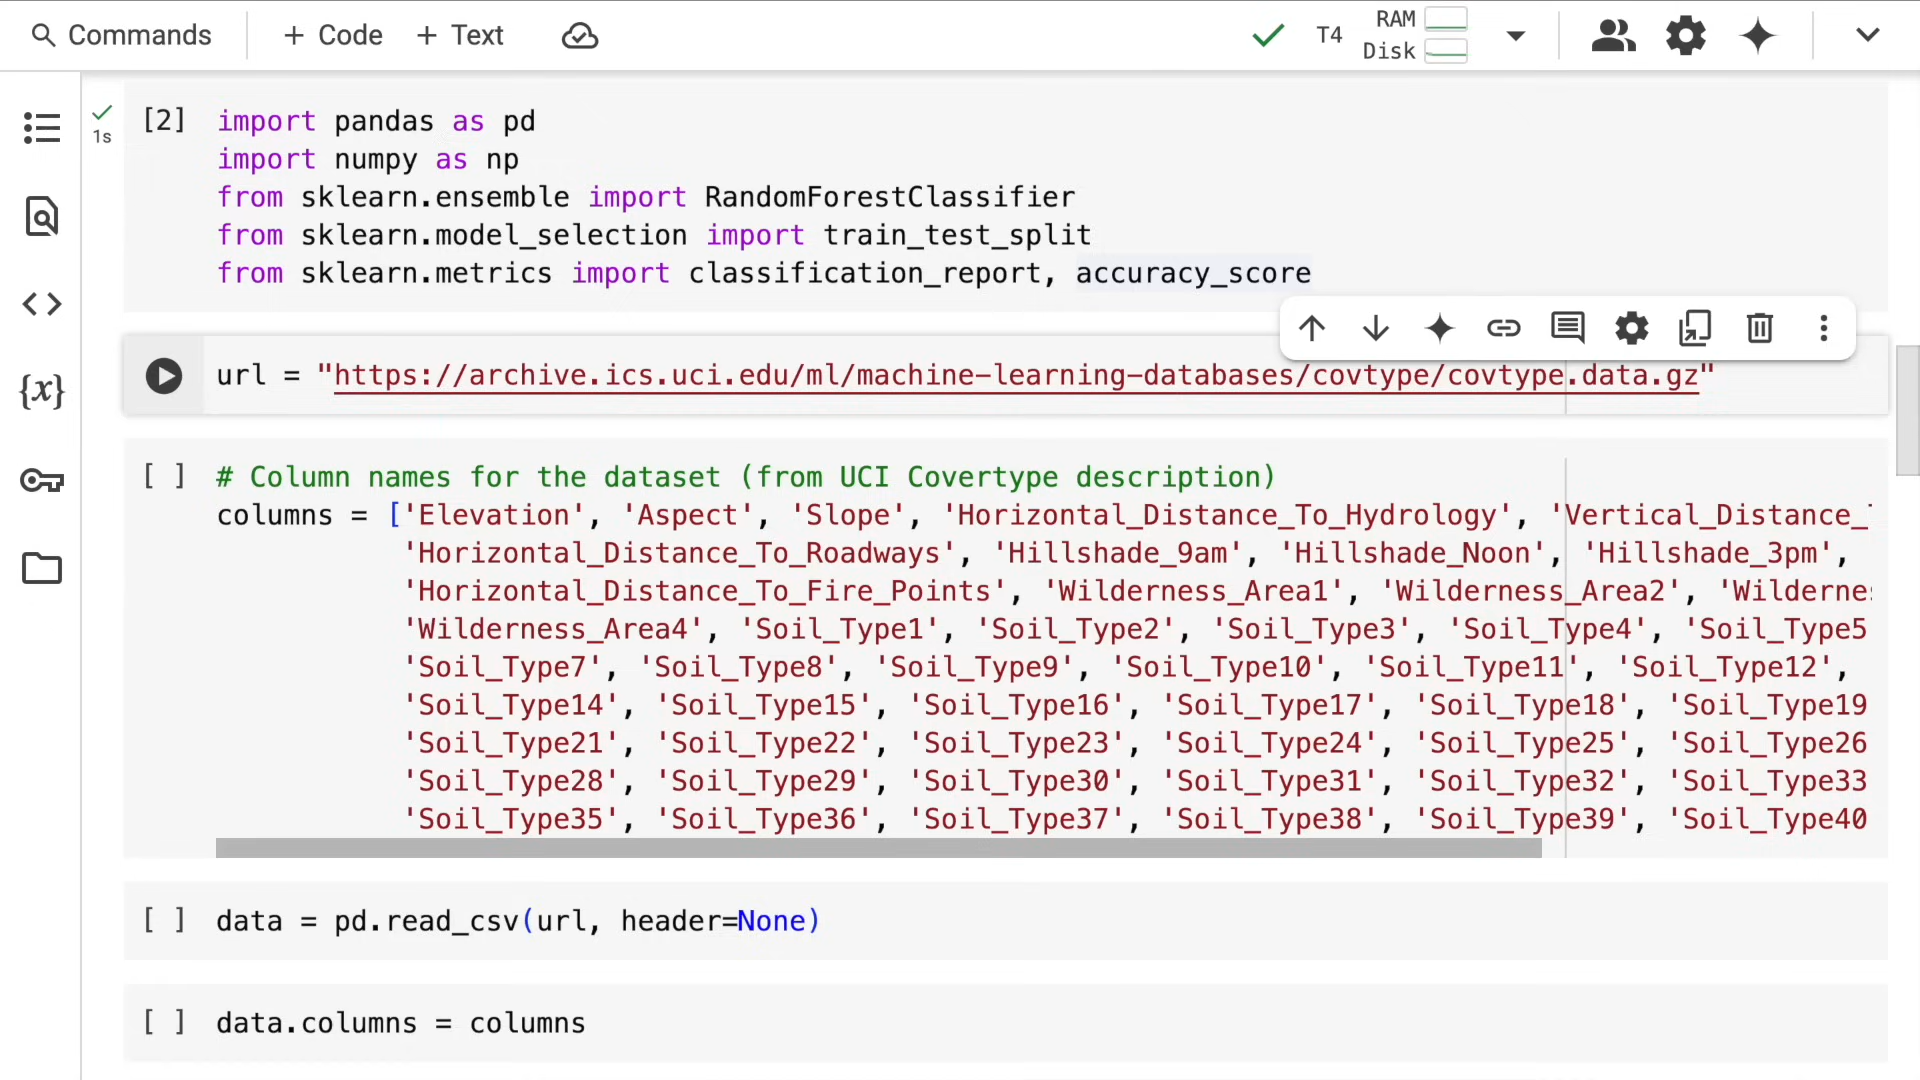 Commands + Code + Text T4 RAM Disk
1s
[2] import pandas as pd
import numpy as np
from sklearn.ensemble import RandomForestClassifier
from sklearn.model_selection import train_test_split
from sklearn.metrics import classification_report, accuracy_score
url = "https://archive.ics.uci.edu/ml/machine-learning-databases/covtype/covtype.data.gz"
[ ] # Column names for the dataset (from UCI Covertype description)
columns = ['Elevation', 'Aspect', 'Slope', 'Horizontal_Distance_To_Hydrology', 'Vertical_Distance_
'Horizontal_Distance_To_Roadways', 'Hillshade_9am', 'Hillshade_Noon', 'Hillshade_3pm',
'Horizontal_Distance_To_Fire_Points', 'Wilderness_Area1', 'Wilderness_Area2', 'Wilderne
'Wilderness_Area4', 'Soil_Type1', 'Soil_Type2', 'Soil_Type3', 'Soil_Type4', 'Soil_Type5
'Soil_Type7', 'Soil_Type8', 'Soil_Type9', 'Soil_Type10', 'Soil_Type11', 'Soil_Type12',
'Soil_Type14', 'Soil_Type15', 'Soil_Type16', 'Soil_Type17', 'Soil_Type18', 'Soil_Type19
'Soil_Type21', 'Soil_Type22', 'Soil_Type23', 'Soil_Type24', 'Soil_Type25', 'Soil_Type26
'Soil_Type28', 'Soil_Type29', 'Soil_Type30', 'Soil_Type31', 'Soil_Type32', 'Soil_Type33
'Soil_Type35', 'Soil_Type36', 'Soil_Type37', 'Soil_Type38', 'Soil_Type39', 'Soil_Type40
[ ] data = pd.read_csv(url, header=None)
[ ] data.columns = columns